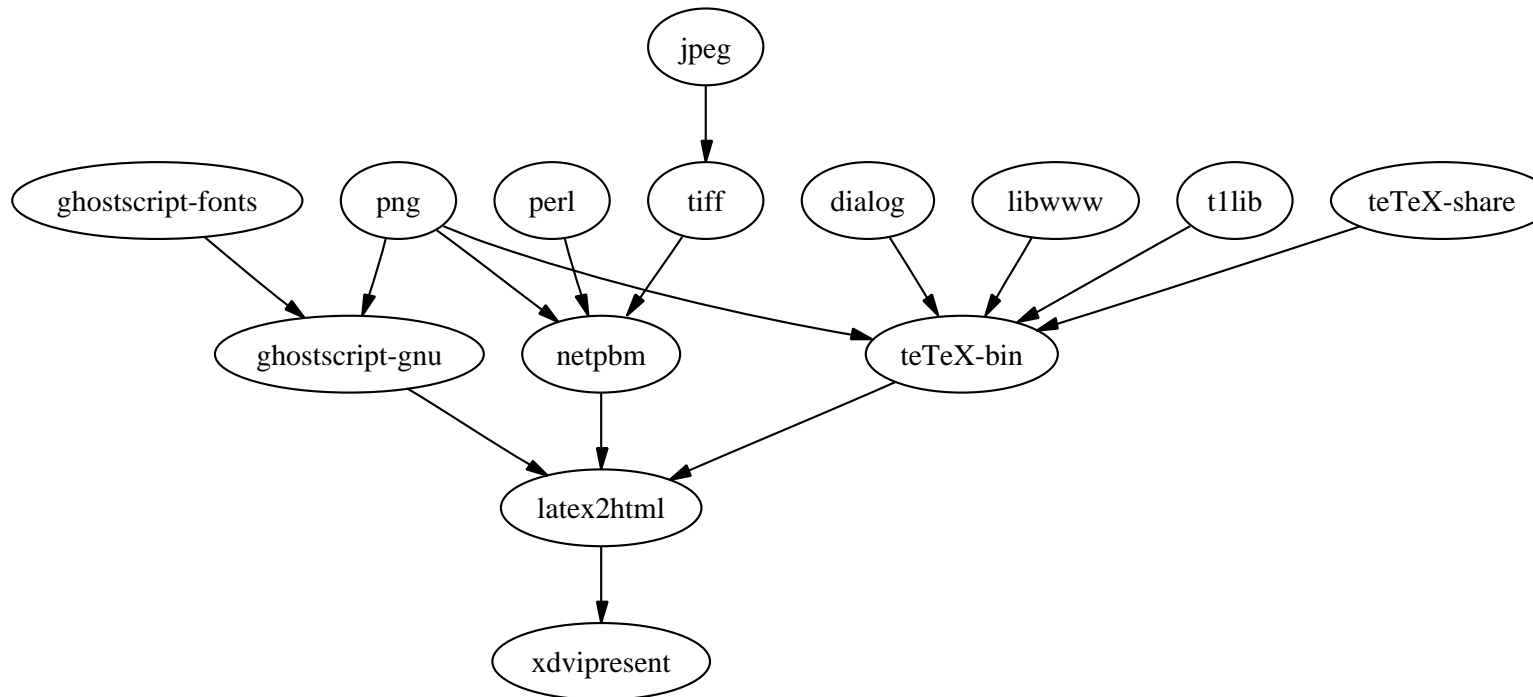 jpeg
ghostscript-fonts
png
perl
tiff
dialog
libwww
t1lib
teTeX-share
ghostscript-gnu
netpbm
teTeX-bin
latex2html
xdvipresent